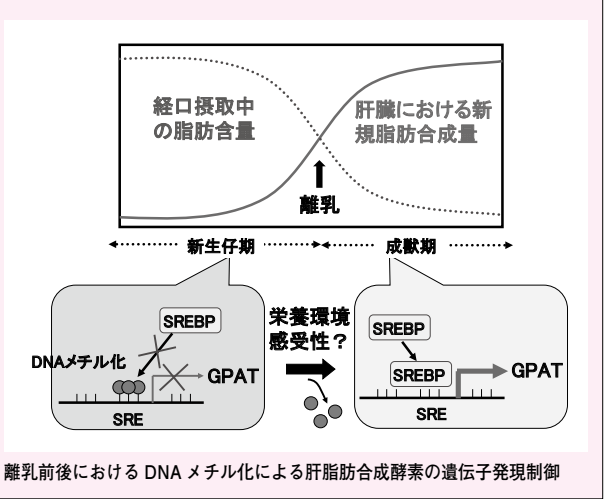 経口摂取中
の脂肪含量
肝臓における新
規脂肪合成量
離乳
新生仔期
成獣期
SREBP
DNAメチル化
GPAT
SRE
栄養環境
感受性？
SREBP
SREBP
GPAT
SRE
離乳前後における DNA メチル化による肝脂肪合成酵素の遺伝子発現制御